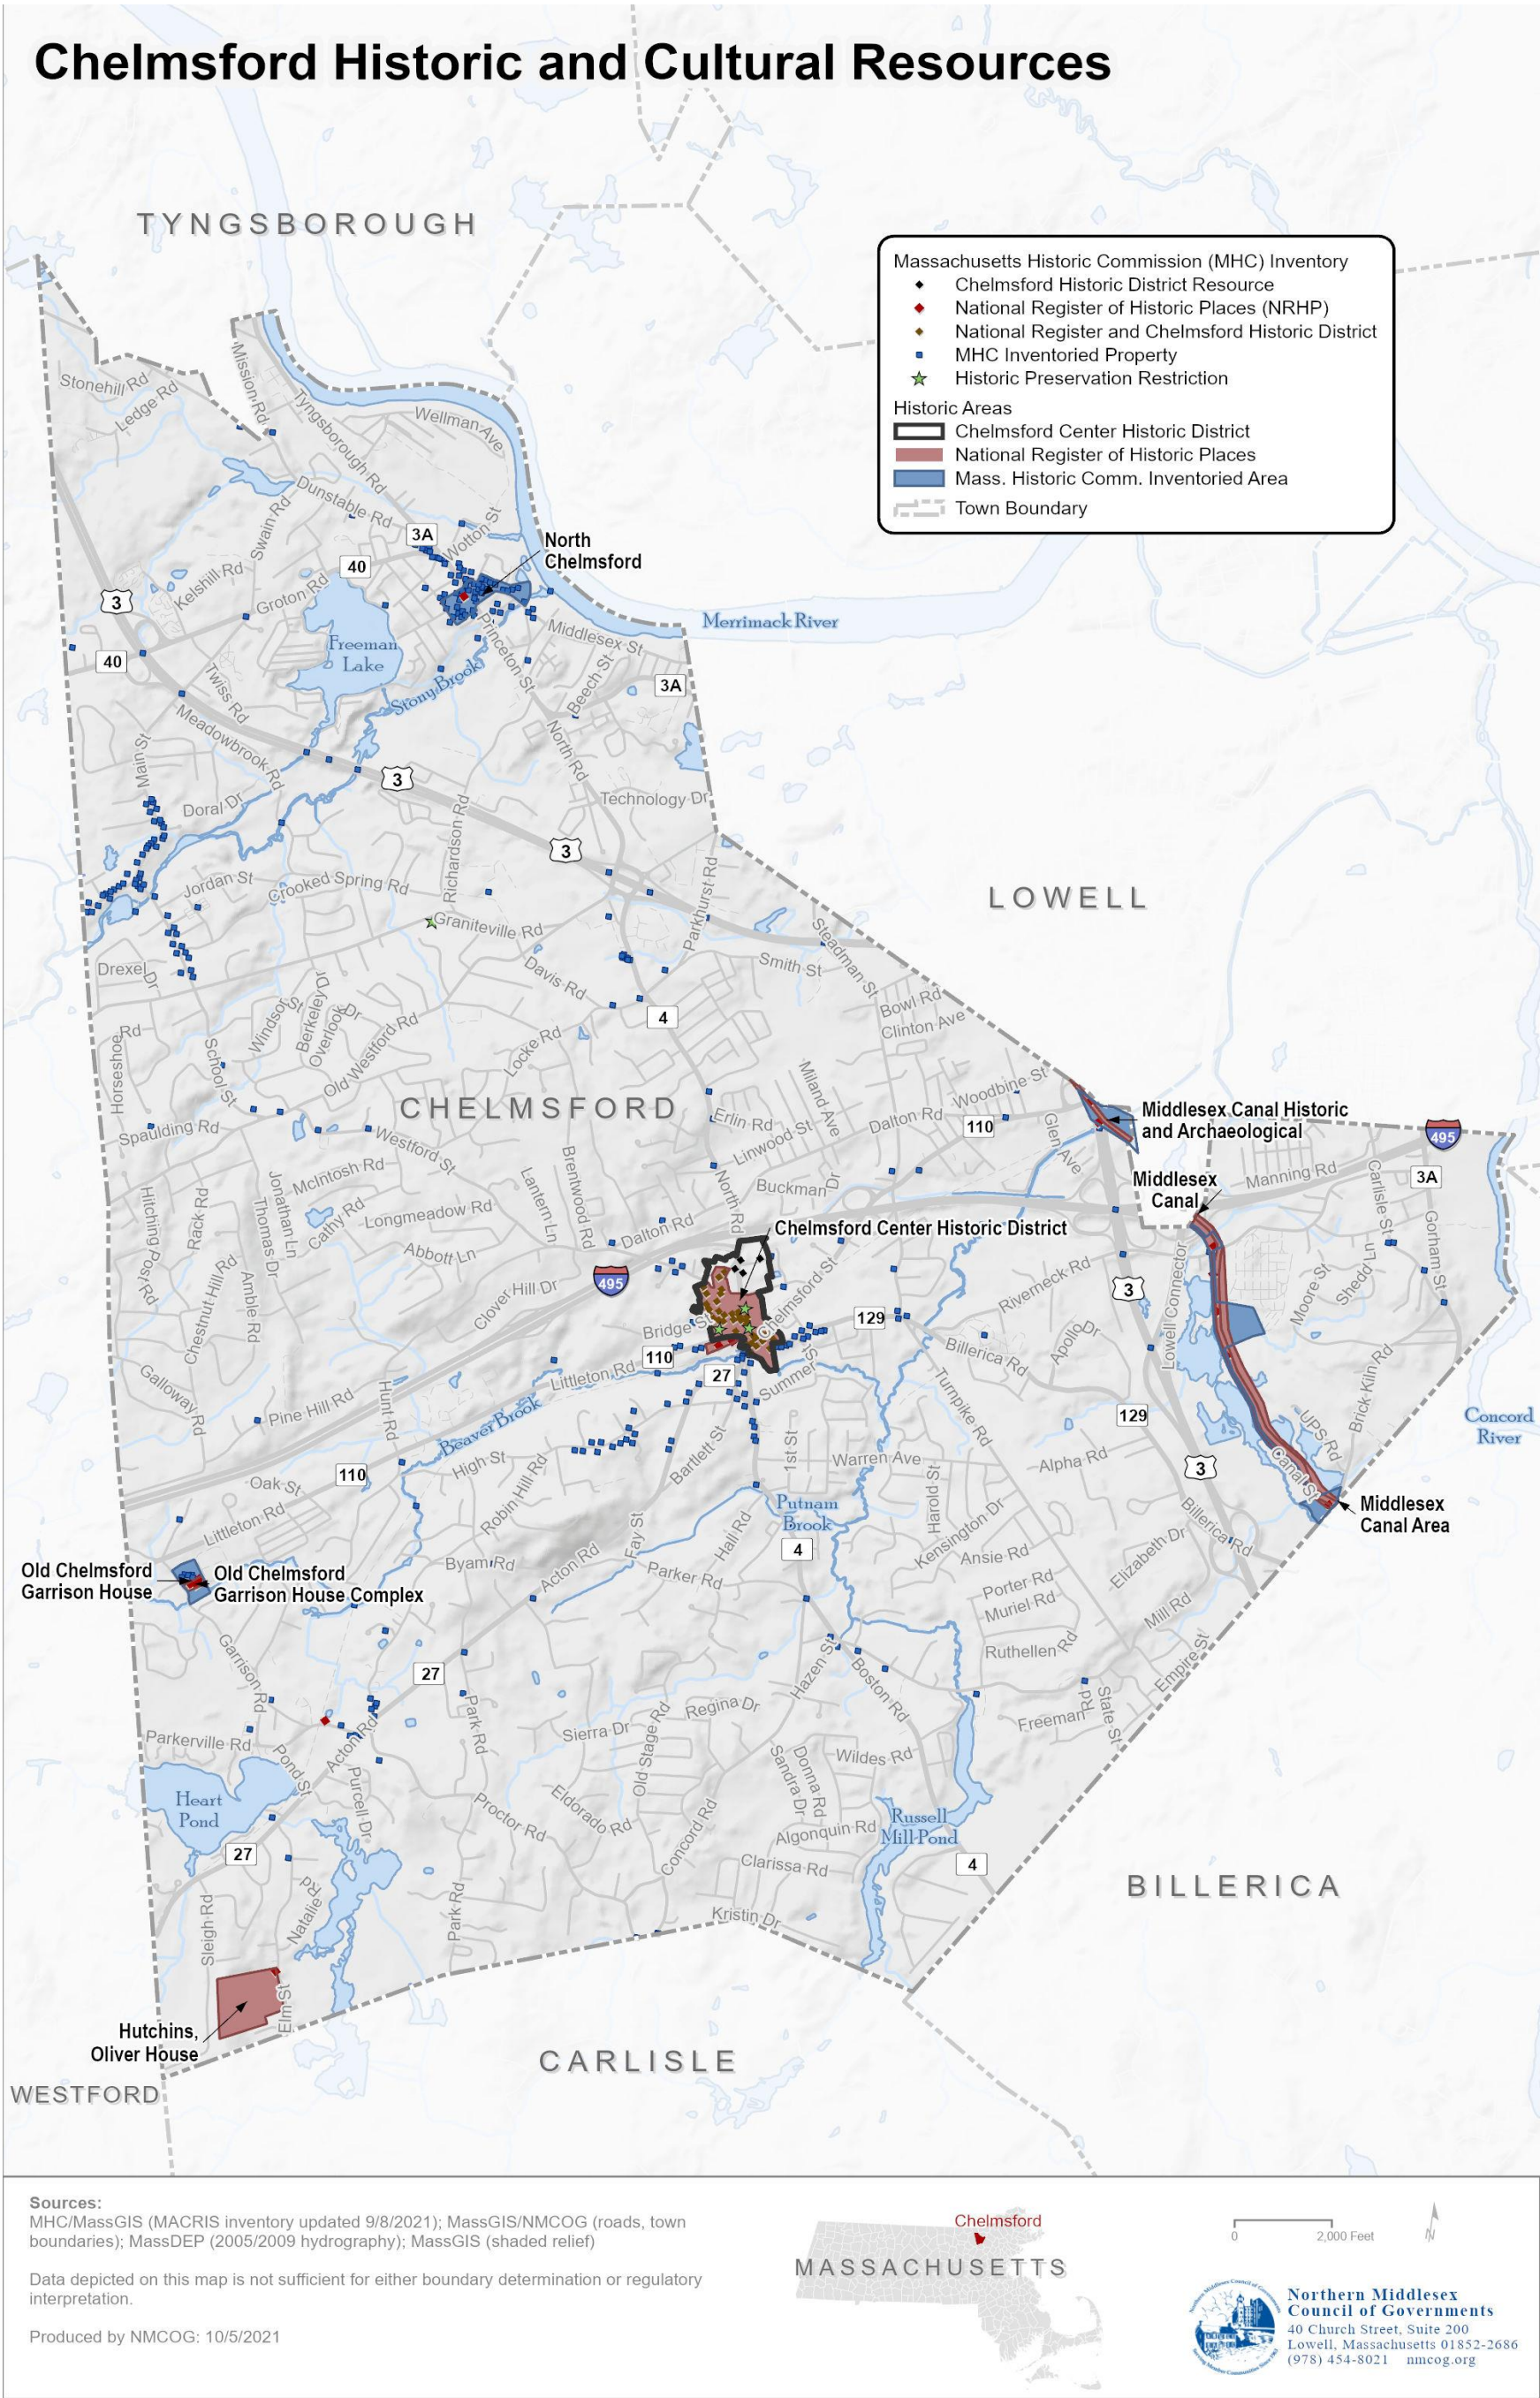 Chelmsford Historic and Cultural Resources
TYNGSBOROUGH
Massachusetts Historic Commission (MHC) Inventory
Chelmsford Historic District Resource
National Register of Historic Places (NRHP)
National Register and Chelmsford Historic District
MHC Inventoried Property
Historic Preservation Restriction
Historic Areas
Chelmsford Center Historic District
National Register of Historic Places
Mass. Historic Comm. Inventoried Area
Town Boundary
Stonehill Rd
Ledge Rd
Mission Rd
Tyngsborough Rd
Wellman Ave
Dunstable Rd
Swain Rd
3A
Wotton St
North
Chelmsford
40
Kelshill Rd
Groton Rd
3
Freeman
Lake
Princeton St
Middlesex St
Merrimack River
40
Twiss Rd
Stony Brook
Beech St
3A
Meadowbrook Rd
Main St
North Rd
3
Doral Dr
Richardson Rd
Technology Dr
3
Jordan St
Crooked Spring Rd
Parkhurst Rd
LOWELL
Graniteville Rd
Steadman St
Smith St
Drexel Dr
Davis Rd
Windsor St
Berkeley Dr
Overlook Dr
Old Westford Rd
4
Bowl Rd
Clinton Ave
Horseshoe Rd
School St
Locke Rd
Miland Ave
Woodbine St
CHELMSFORD
Erlin Rd
Dalton Rd
110
Glen Ave
Middlesex Canal Historic
and Archaeological
495
Spaulding Rd
Westford St
Linwood St
McIntosh Rd
Brentwood Rd
Lantern Ln
Buckman Dr
North Rd
Middlesex
Canal
Manning Rd
Carlisle St
3A
Hitching Post Rd
Rack Rd
Jonathan Ln
Thomas Dr
Cathy Rd
Longmeadow Rd
Abbott Ln
Dalton Rd
Chelmsford Center Historic District
Gorham St
Chestnut Hill Rd
Amble Rd
Clover Hill Dr
495
Chelmsford St
Riverneck Rd
3
Lowell Connector
Moore St
Shedd Ln
Bridge St
129
Billerica Rd
Apollo Dr
110
27
Littleton Rd
Summer St
Galloway Rd
Pine Hill Rd
Hunt Rd
Beaver Brook
Turnpike Rd
129
Brick Kiln Rd
UPS Rd
Concord
River
High St
Robin Hill Rd
Bartlett St
1st St
Warren Ave
Alpha Rd
3
Canal St
Oak St
110
Littleton Rd
Putnam
Brook
Harold St
Kensington Dr
Billerica Rd
Middlesex
Canal Area
Fay St
Hall Rd
4
Ansie Rd
Elizabeth Dr
Old Chelmsford
Garrison House
Old Chelmsford
Garrison House Complex
Byam Rd
Acton Rd
Parker Rd
Porter Rd
Muriel Rd
Mill Rd
Garrison Rd
27
Hazen St
Boston Rd
Ruthellen Rd
Empire St
Park Rd
Regina Dr
Freeman Rd
State St
Parkerville Rd
Pond St
Acton Rd
Sierra Dr
Old Stage Rd
Sandra Dr
Donna Rd
Wildes Rd
Heart
Pond
Purcell Dr
Proctor Rd
Eldorado Rd
Concord Rd
Algonquin Rd
Russell
Mill Pond
27
Clarissa Rd
4
BILLERICA
Sleigh Rd
Natalie Rd
Park Rd
Kristin Dr
Elm St
Hutchins,
Oliver House
CARLISLE
WESTFORD
Sources:
MHC/MassGIS (MACRIS inventory updated 9/8/2021); MassGIS/NMCOG (roads, town
boundaries); MassDEP (2005/2009 hydrography); MassGIS (shaded relief)
Data depicted on this map is not sufficient for either boundary determination or regulatory
interpretation.
Produced by NMCOG: 10/5/2021
Chelmsford
MASSACHUSETTS
0
2,000 Feet
N
Northern Middlesex
Council of Governments
40 Church Street, Suite 200
Lowell, Massachusetts 01852-2686
(978) 454-8021 nmcog.org